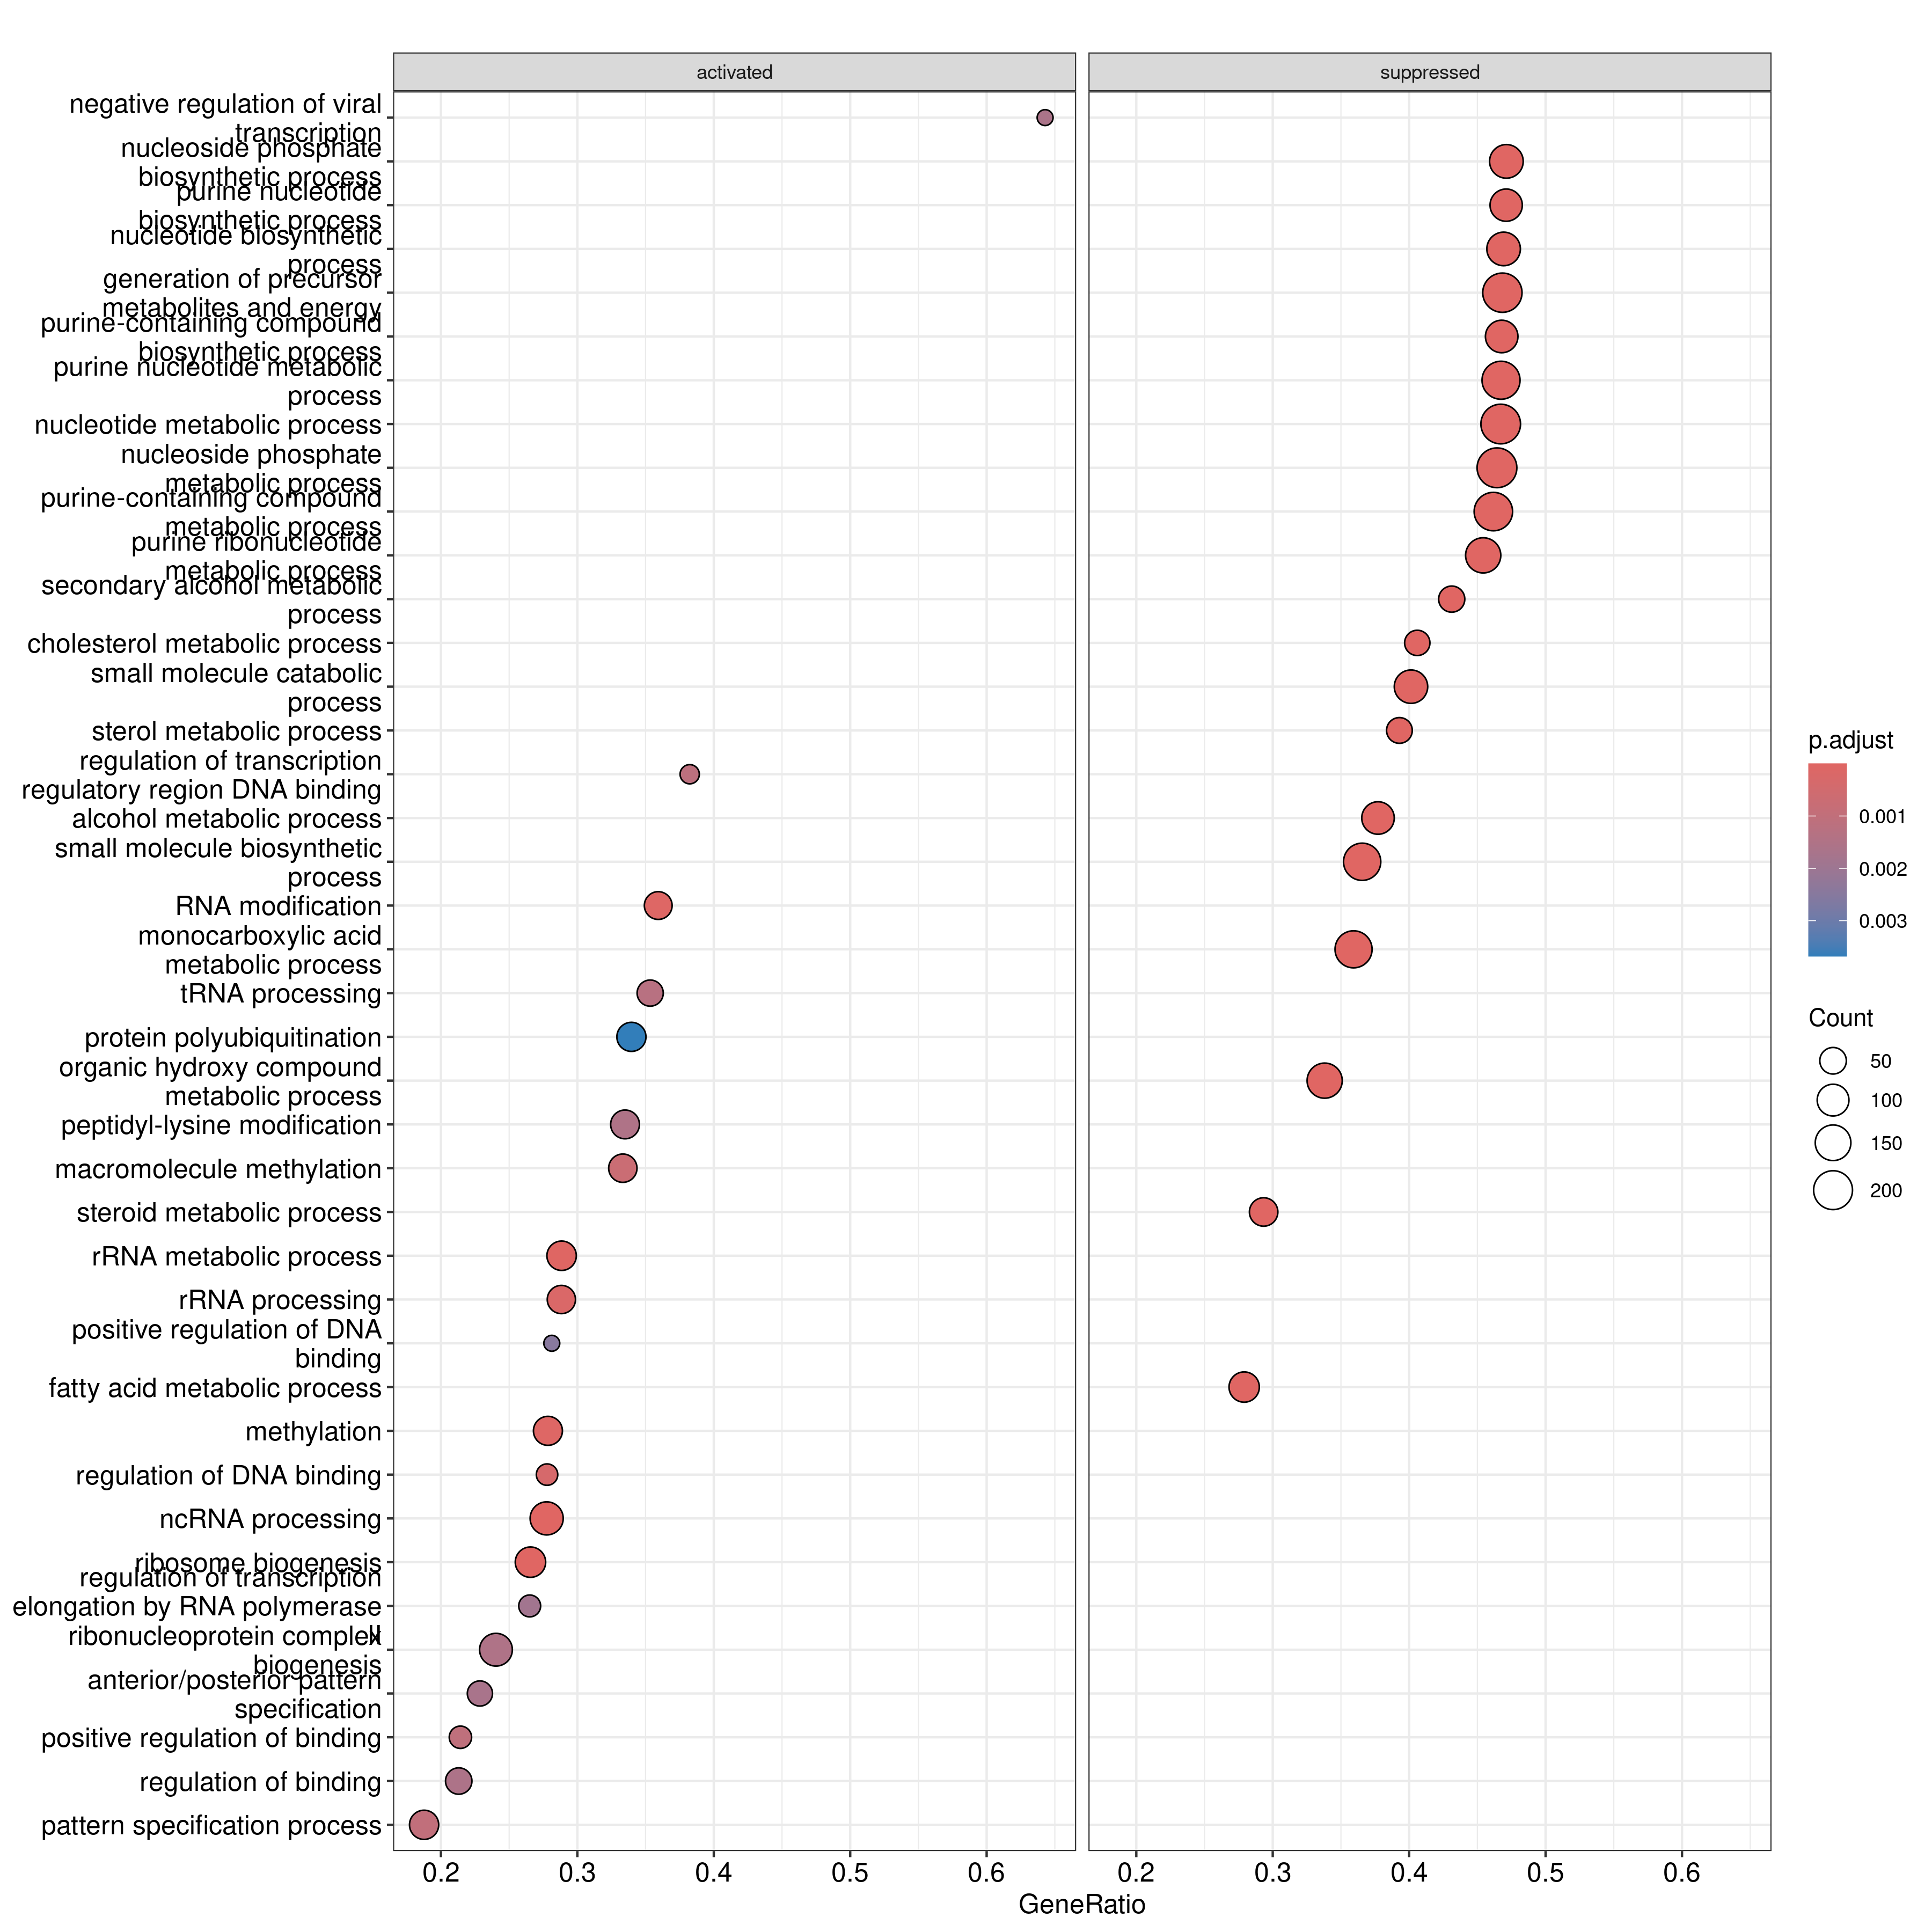 activated
suppressed
negative regulation of viral
transcription
nucleoside phosphate
biosynthetic process
purine nucleotide
biosynthetic process
nucleotide biosynthetic
process
generation of precursor
metabolites and energy
purine-containing compound
biosynthetic process
purine nucleotide metabolic
process
nucleotide metabolic process
nucleoside phosphate
metabolic process
purine-containing compound
metabolic process
purine ribonucleotide
metabolic process
secondary alcohol metabolic
process
cholesterol metabolic process
small molecule catabolic
process
sterol metabolic process
regulation of transcription
regulatory region DNA binding
alcohol metabolic process
small molecule biosynthetic
process
RNA modification
monocarboxylic acid
metabolic process
tRNA processing
protein polyubiquitination
organic hydroxy compound
metabolic process
peptidyl-lysine modification
macromolecule methylation
steroid metabolic process
rRNA metabolic process
rRNA processing
positive regulation of DNA
binding
fatty acid metabolic process
methylation
regulation of DNA binding
ncRNA processing
ribosome biogenesis
regulation of transcription
elongation by RNA polymerase
II
ribonucleoprotein complex
biogenesis
anterior/posterior pattern
specification
positive regulation of binding
regulation of binding
pattern specification process
0.2 0.3 0.4 0.5 0.6
0.2 0.3 0.4 0.5 0.6
GeneRatio
p.adjust
0.001
0.002
0.003
Count
50
100
150
200